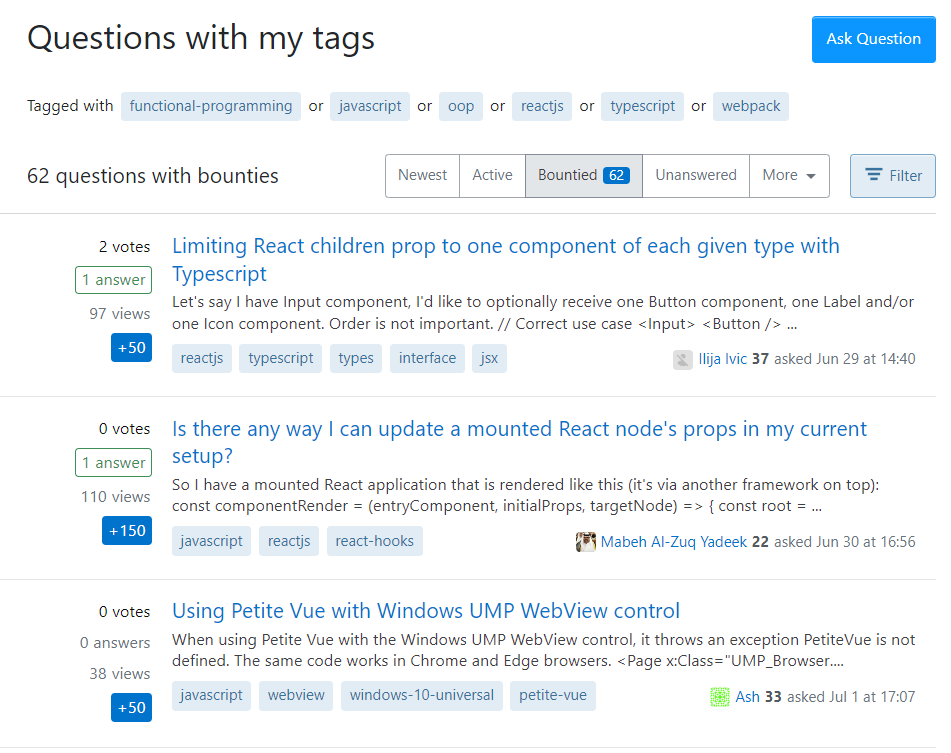 Questions with my tags
Ask Question
Tagged with functional-programming or javascript or oop or reactjs or typescript or webpack
62 questions with bounties
Newest Active Bountied 62 Unanswered More Filter
2 votes
1 answer
97 views
+50
Limiting React children prop to one component of each given type with
Typescript
Let's say I have Input component, I'd like to optionally receive one Button component, one Label and/or
one Icon component. Order is not important. // Correct use case <Input> <Button /> ...
reactjs typescript types interface jsx
Ilija Ivic 37 asked Jun 29 at 14:40
0 votes
1 answer
110 views
+150
Is there any way I can update a mounted React node's props in my current
setup?
So I have a mounted React application that is rendered like this (it's via another framework on top):
const componentRender = (entryComponent, initialProps, targetNode) => { const root = ...
javascript reactjs react-hooks
Mabeh Al-Zuq Yadeek 22 asked Jun 30 at 16:56
0 votes
0 answers
38 views
+50
Using Petite Vue with Windows UMP WebView control
When using Petite Vue with the Windows UMP WebView control, it throws an exception PetiteVue is not
defined. The same code works in Chrome and Edge browsers. <Page x:Class="UMP_Browser....
javascript webview windows-10-universal petite-vue
Ash 33 asked Jul 1 at 17:07